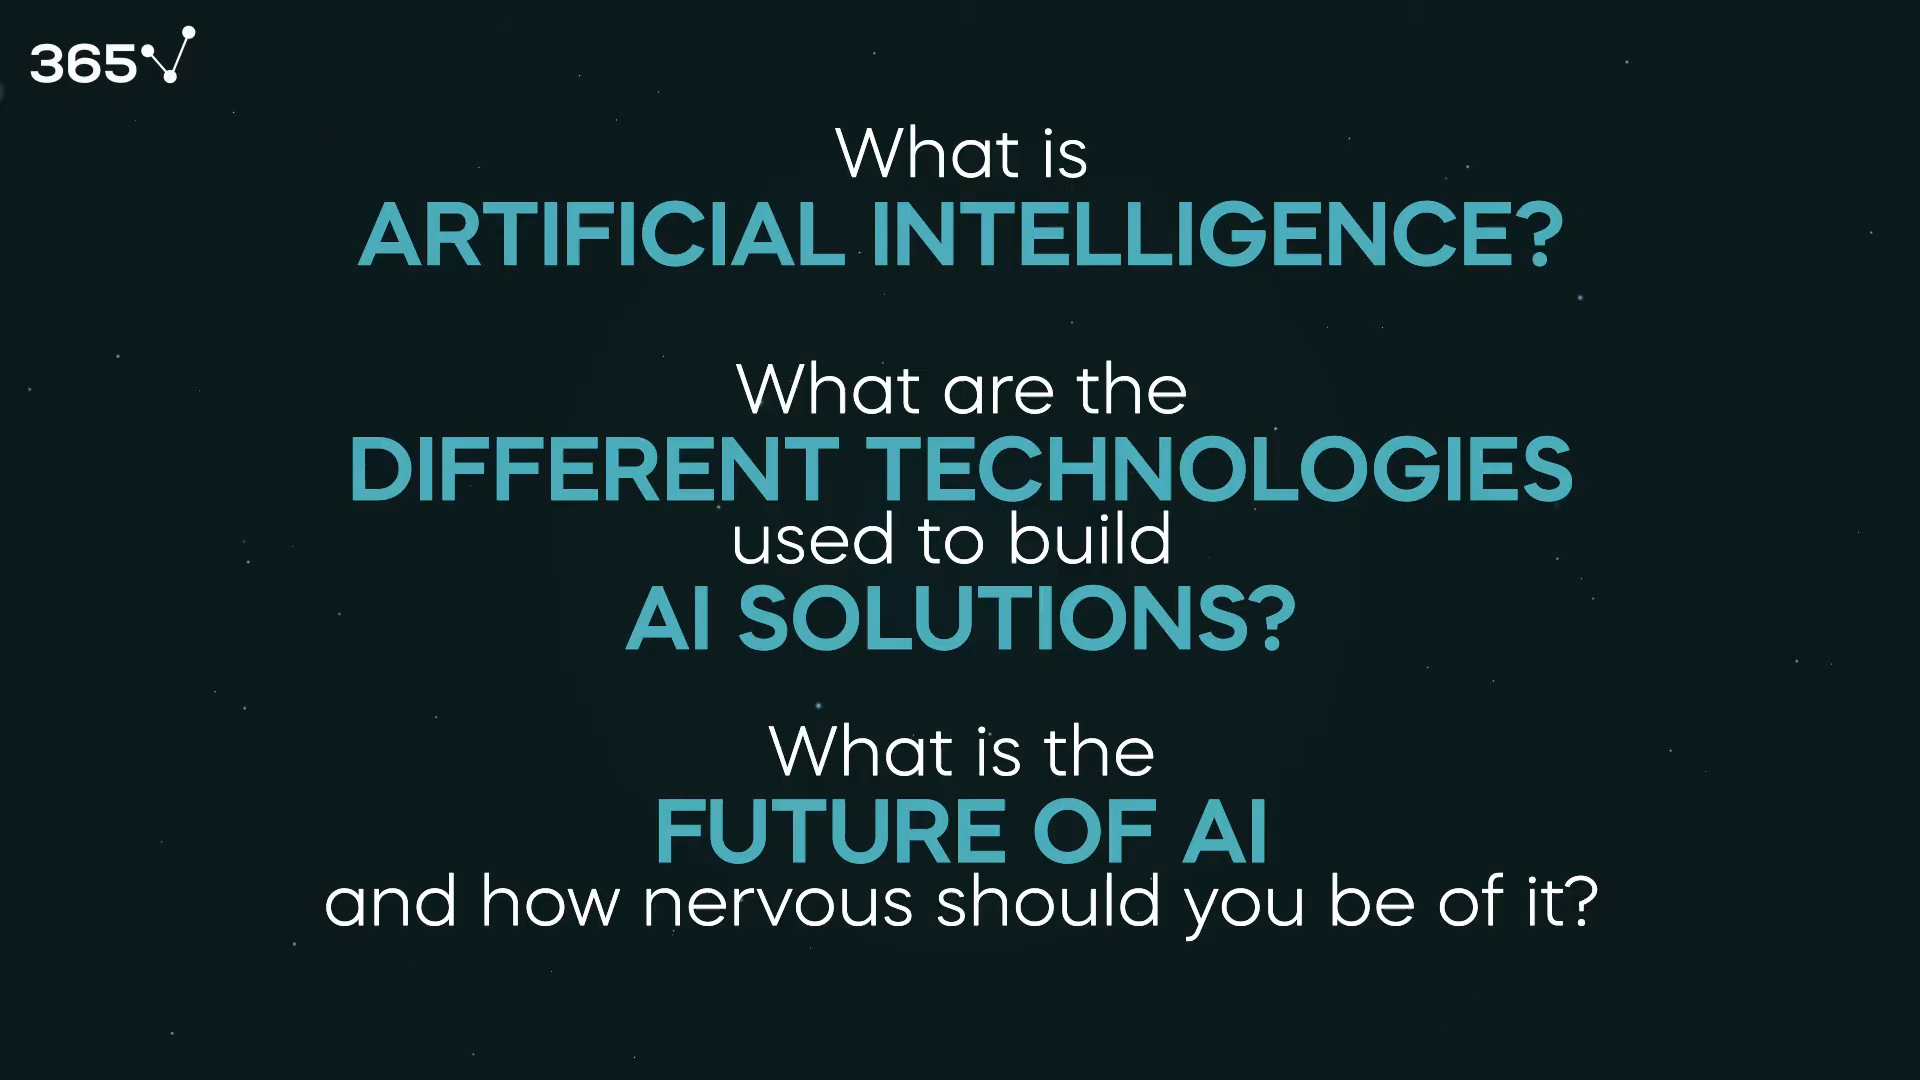 365
What is
ARTIFICIAL INTELLIGENCE?
What are the
DIFFERENT TECHNOLOGIES
used to build
AI SOLUTIONS?
What is the
FUTURE OF AI
and how nervous should you be of it?